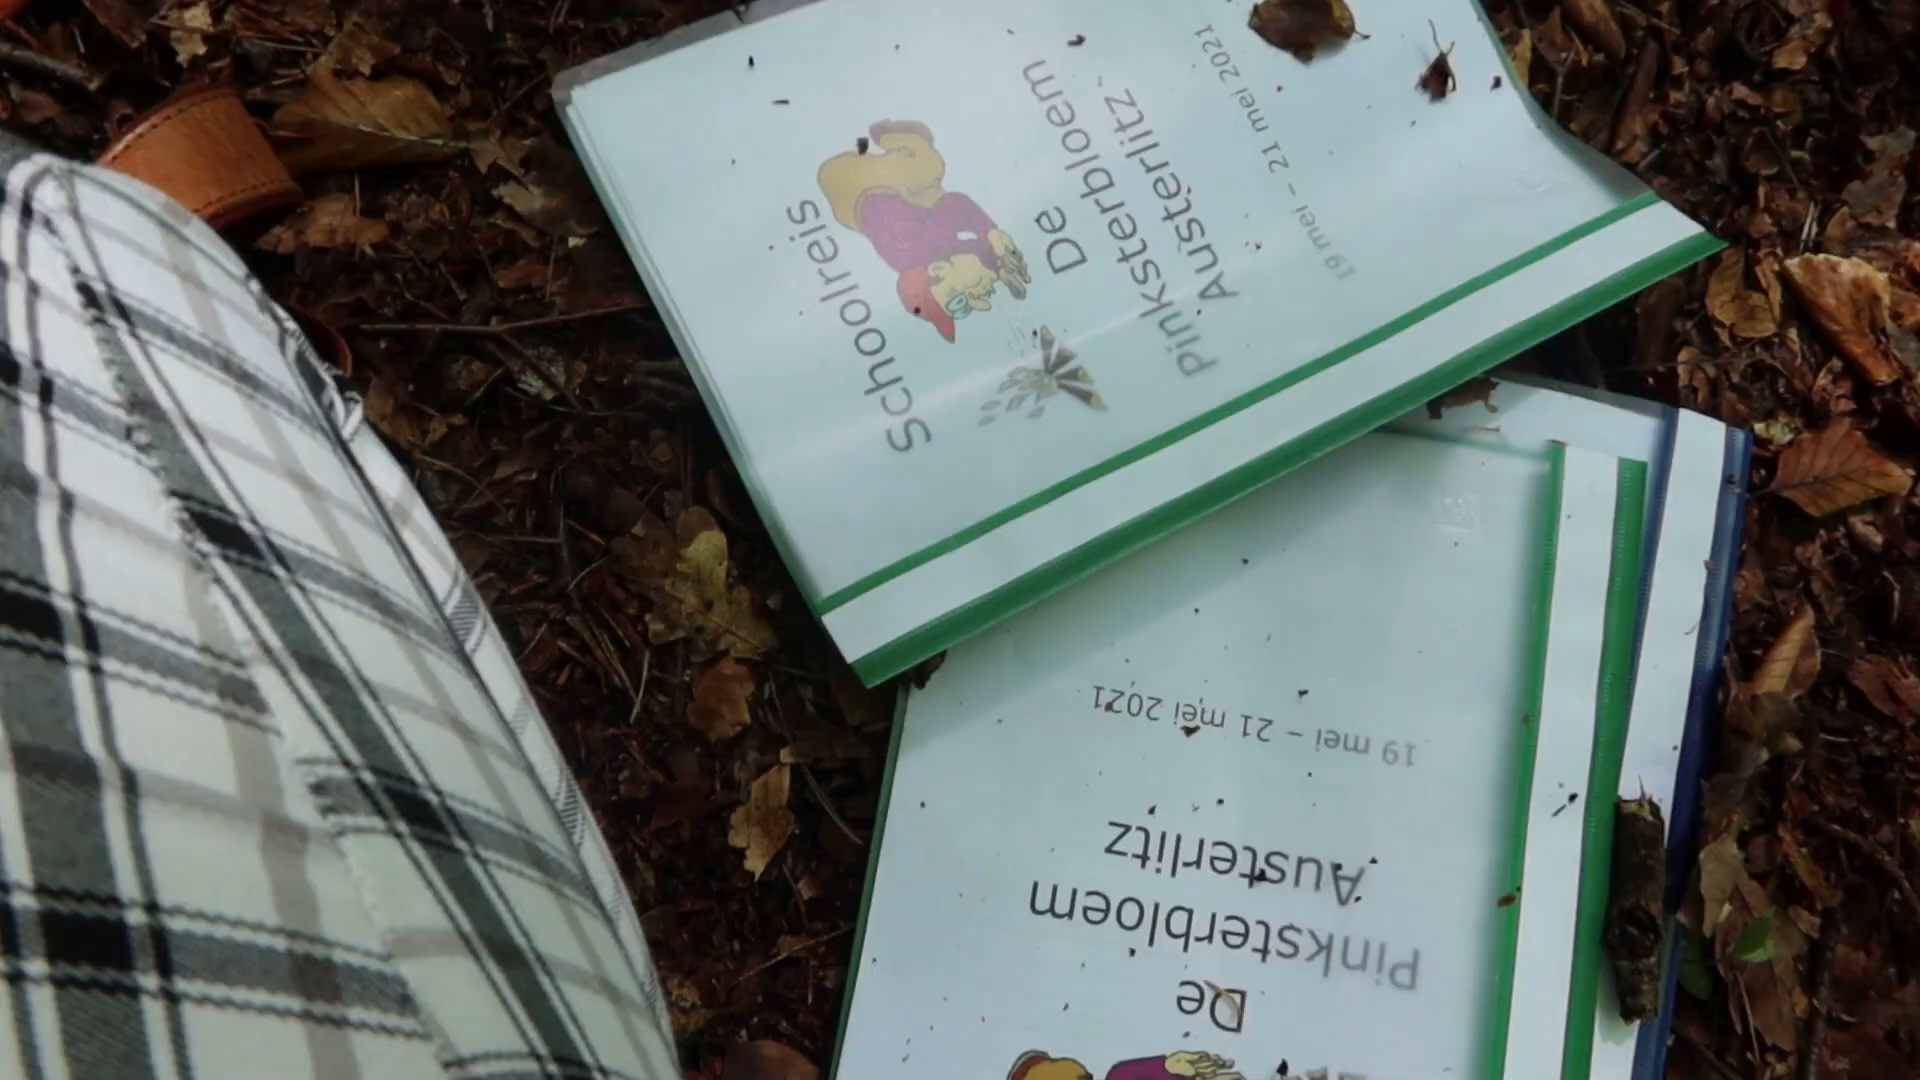 Schoolreis
De
Pinksterbloem
Austerlitz
19 mei – 21 mei 2021
De
Pinksterbloem
Austerlitz
19 mei – 21 mei 2021